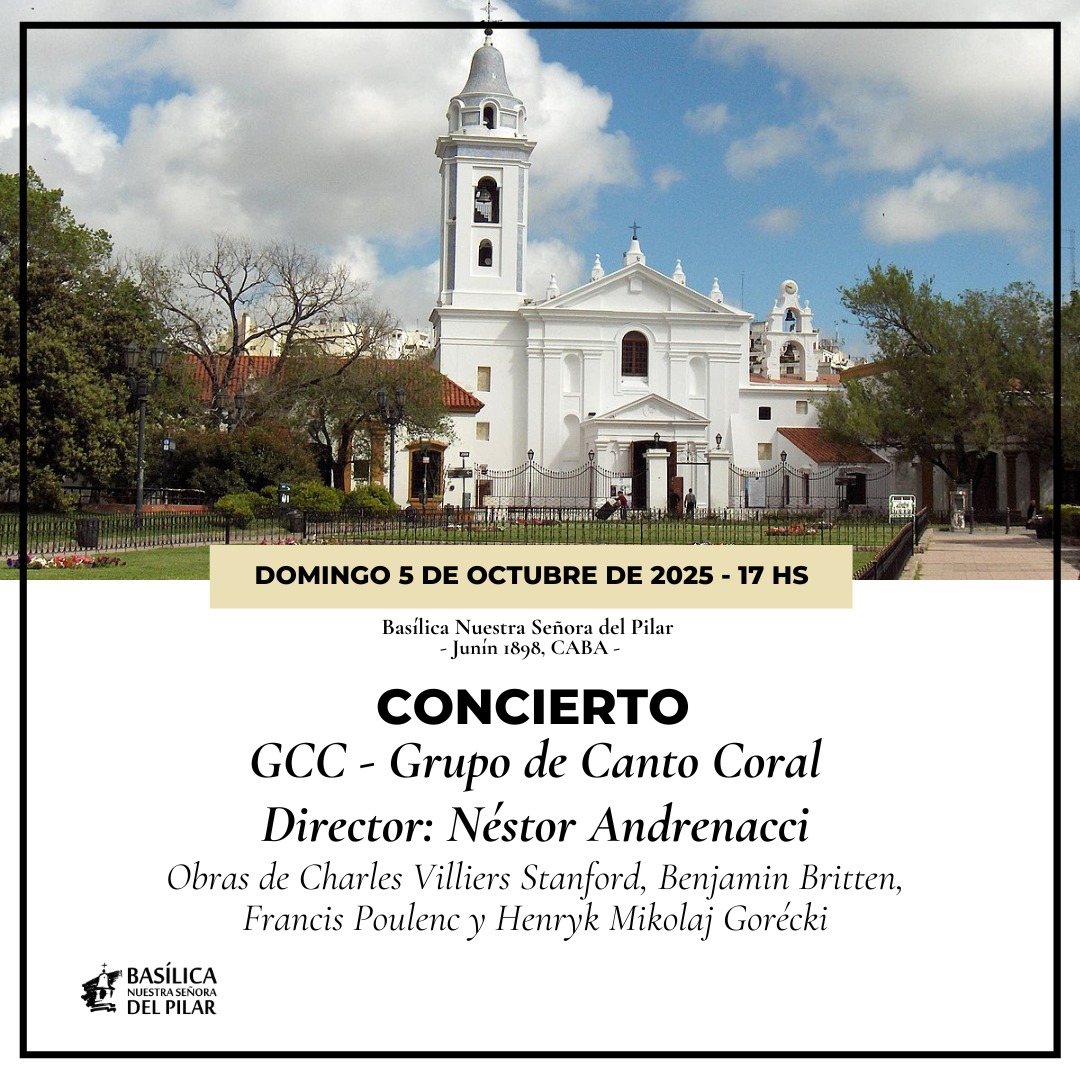 DOMINGO 5 DE OCTUBRE DE 2025 - 17 HS
Basílica Nuestra Señora del Pilar
- Junín 1898, CABA -
CONCIERTO
GCC - Grupo de Canto Coral
Director: Néstor Andrenacci
Obras de Charles Villiers Stanford, Benjamin Britten,
Francis Poulenc y Henryk Mikolaj Gorécki
BASÍLICA
NUESTRA SEÑORA
DEL PILAR